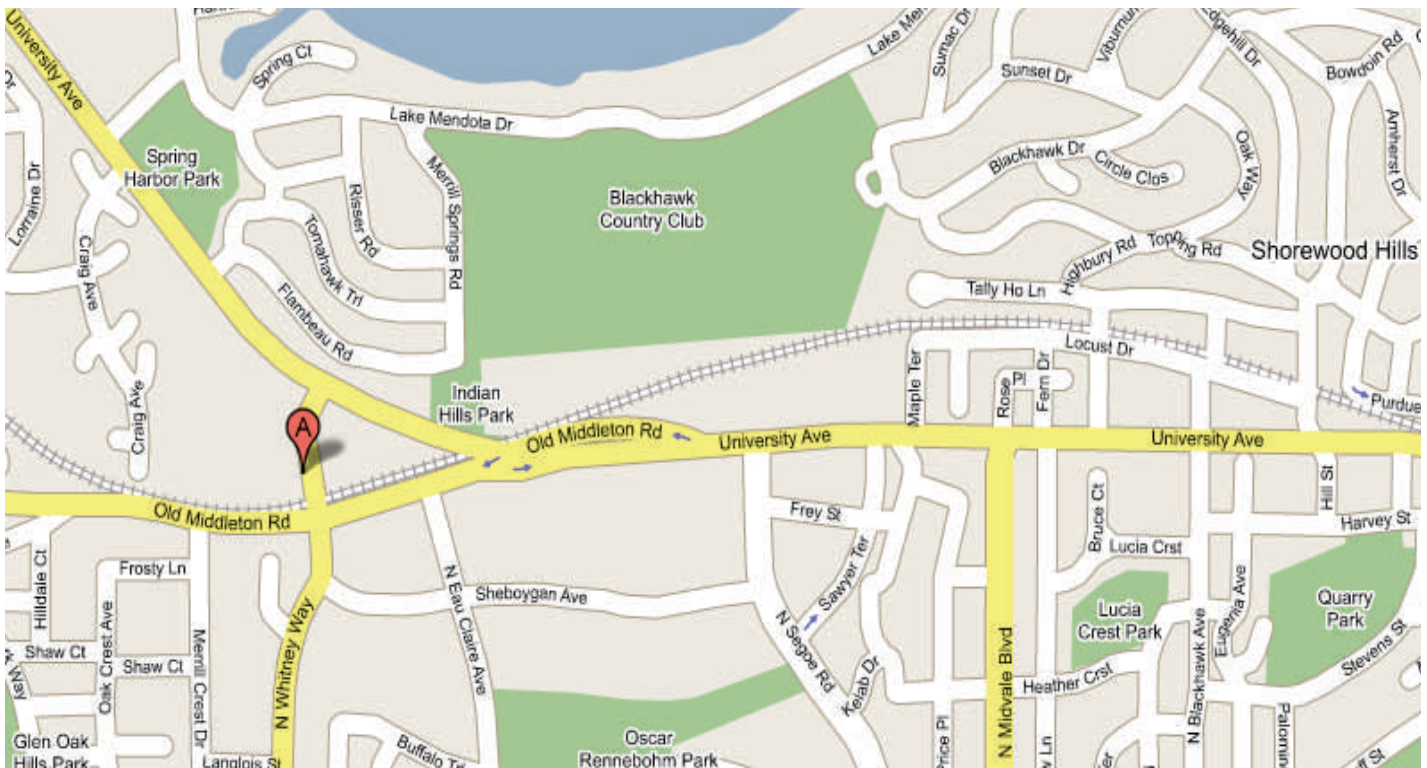 University Ave
Spring Ct
Lake Mendota Dr
Sumac Dr
Sunset Dr
Edgehill Dr
Bowdoin Rd
Amherst Dr
Lorraine Dr
Spring
Harbor Park
Risser Rd
Merrill Springs Rd
Blackhawk
Country Club
Blackhawk Dr
Circle Clos
Oak Way
Craig Ave
Tomahawk Trl
Flambeau Rd
Highbury Rd
Topping Rd
Shorewood Hills
Tally Ho Ln
Locust Dr
Craig Ave
Indian
Hills Park
Maple Ter
Rose
Pl
Fern Dr
Purdue
A
Old Middleton Rd
University Ave
University Ave
Old Middleton Rd
Frey St
Bruce Ct
Hill St
Harvey St
Hilldale Ct
Frosty Ln
Sawyer Ter
Lucia Crst
N Eau Claire Ave
Sheboygan Ave
Oak Crest Ave
N Whitney Way
N Segoe Rd
Lucia
Crest Park
Eugenia Ave
Quarry
Park
Shaw Ct
Shaw Ct
Merrill Crest Dr
Kelab Dr
N Midvale Blvd
Heather Crst
N Blackhawk Ave
Stevens St
Way
Price Pl
Glen Oak
Hills Park
Langlois St
Buffalo
Oscar
Rennebohm Park